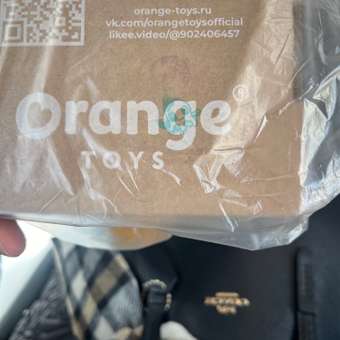 orange-toys.ru
vk.com/orangetoysofficial
likee.video/@902406457
Orange®
TOYS